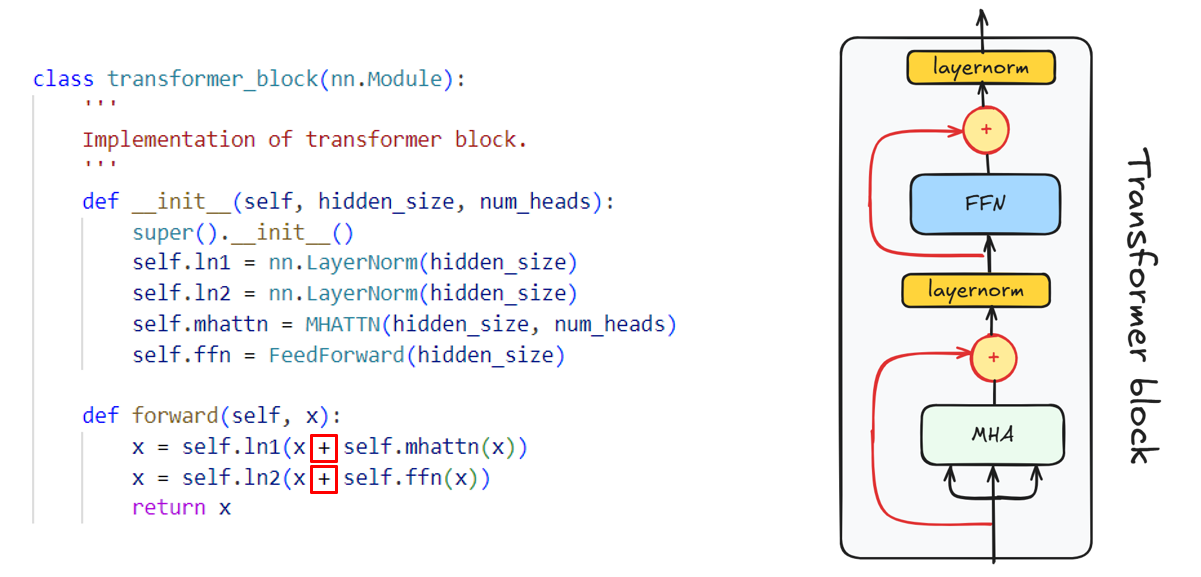 class transformer_block(nn.Module):
    '''
    Implementation of transformer block.
    '''
    def __init__(self, hidden_size, num_heads):
        super().__init__()
        self.ln1 = nn.LayerNorm(hidden_size)
        self.ln2 = nn.LayerNorm(hidden_size)
        self.mhattn = MHATTN(hidden_size, num_heads)
        self.ffn = FeedForward(hidden_size)

    def forward(self, x):
        x = self.ln1(x + self.mhattn(x))
        x = self.ln2(x + self.ffn(x))
        return x
layernorm
+
FFN
layernorm
+
MHA
Transformer block